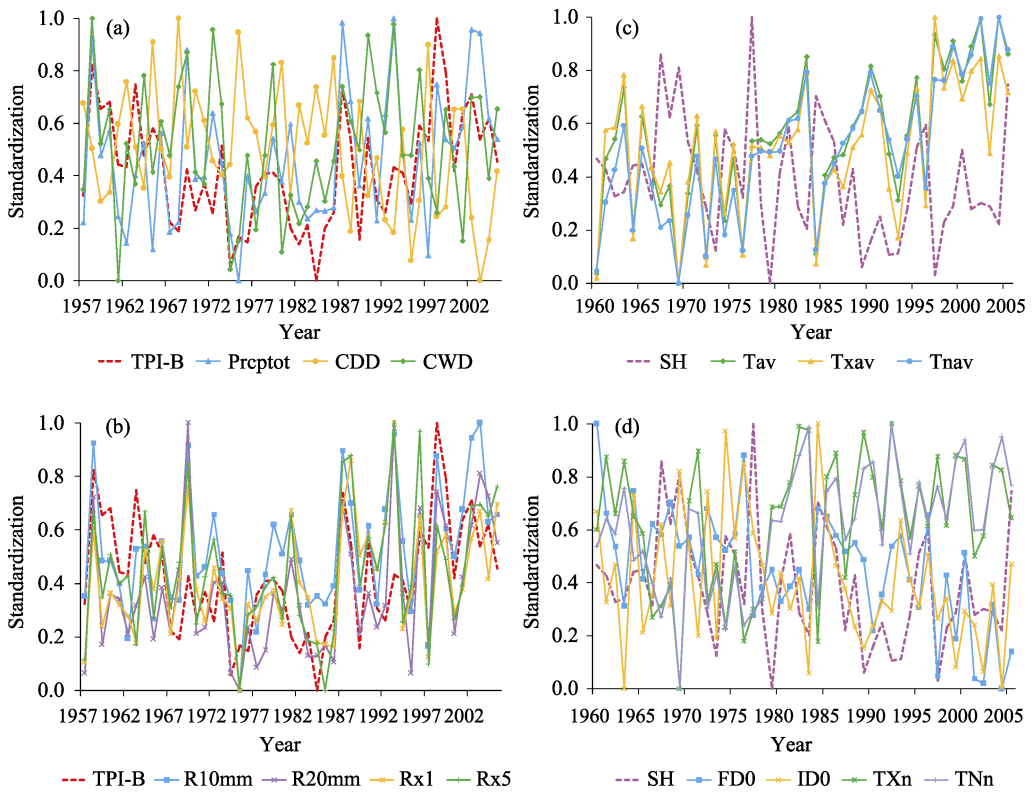 (a)
Standardization
1.0
0.8
0.6
0.4
0.2
0.0
1957 1962 1967 1972 1977 1982 1987 1992 1997 2002
Year
TPI-B Prcptot CDD CWD
(c)
Standardization
1.0
0.8
0.6
0.4
0.2
0.0
1960 1965 1970 1975 1980 1985 1990 1995 2000 2005
Year
SH Tav Txav Tnav
(b)
Standardization
1.0
0.8
0.6
0.4
0.2
0.0
1957 1962 1967 1972 1977 1982 1987 1992 1997 2002
Year
TPI-B R10mm R20mm Rx1 Rx5
(d)
Standardization
1.0
0.8
0.6
0.4
0.2
0.0
1960 1965 1970 1975 1980 1985 1990 1995 2000 2005
Year
SH FD0 ID0 TXn TNn